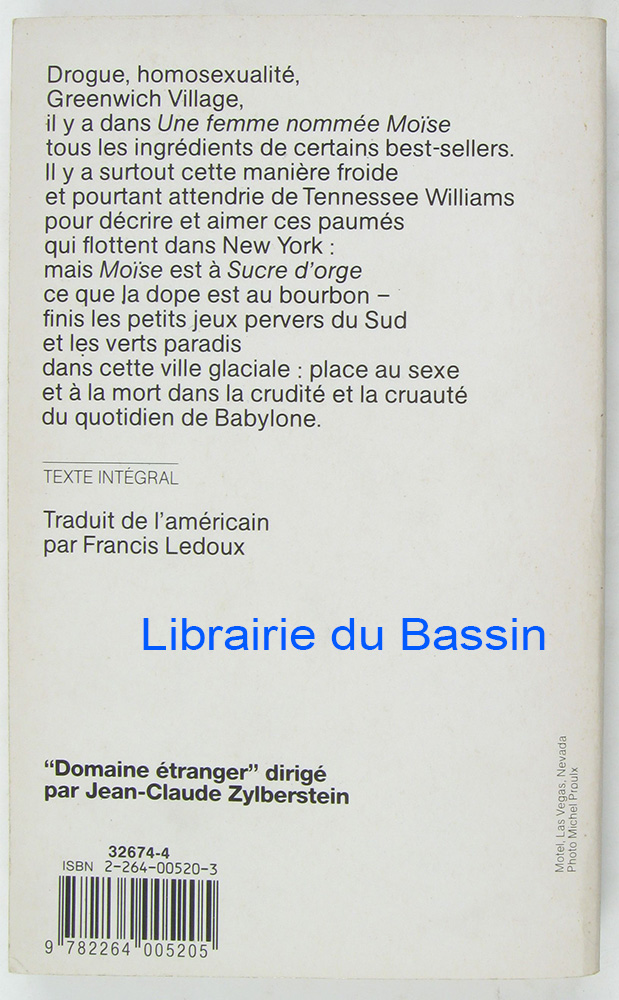 Drogue, homosexualité,
Greenwich Village,
il y a dans Une femme nommée Moïse
tous les ingrédients de certains best-sellers.
Il y a surtout cette manière froide
et pourtant attendrie de Tennessee Williams
pour décrire et aimer ces paumés
qui flottent dans New York :
mais Moïse est à Sucre d'orge
ce que la dope est au bourbon –
finis les petits jeux pervers du Sud
et les verts paradis
dans cette ville glaciale : place au sexe
et à la mort dans la crudité et la cruauté
du quotidien de Babylone.
TEXTE INTÉGRAL
Traduit de l'américain
par Francis Ledoux
Librairie du Bassin
“Domaine étranger” dirigé
par Jean-Claude Zylberstein
Motel, Las Vegas, Nevada
Photo Michel Proulx
32674-4
ISBN 2-264-00520-3
9 782264 005205